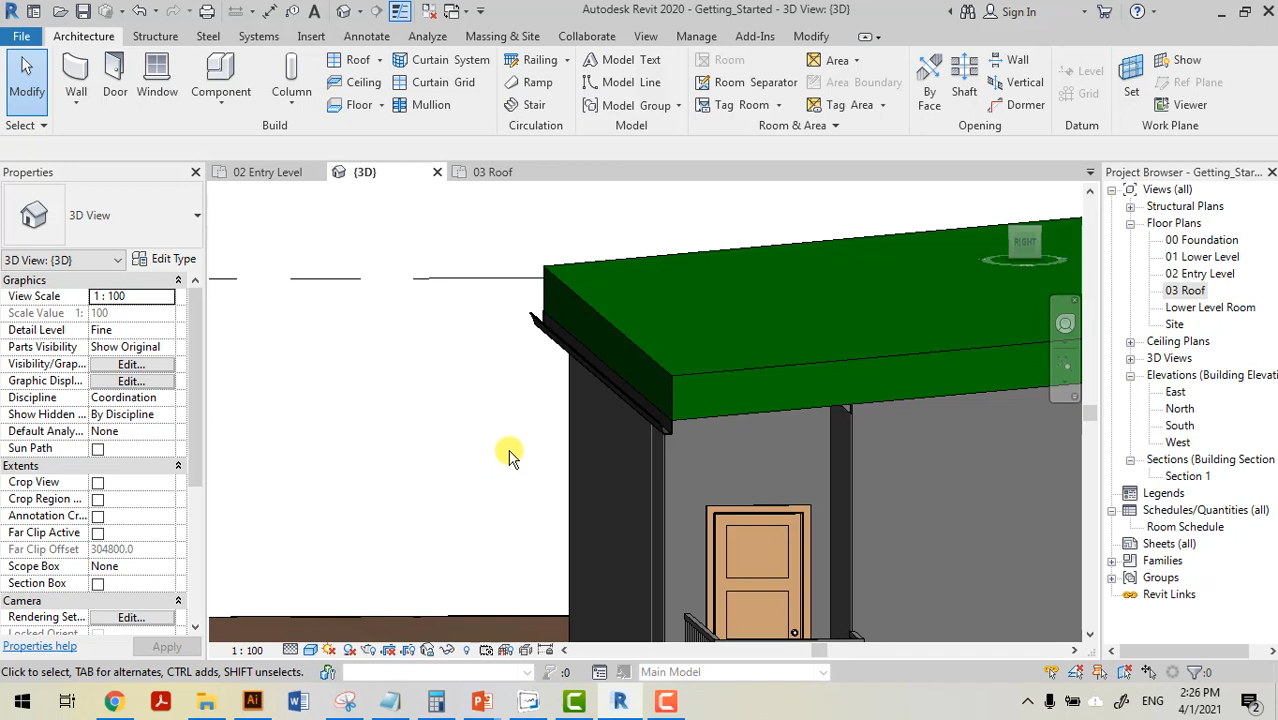 Autodesk Revit 2020 - Getting_Started - 3D View: {3D}
Sign In
File Architecture Structure Steel Systems Insert Annotate Analyze Massing & Site Collaborate View Manage Add-Ins Modify
Modify Wall Door Window Component Column
Roof Curtain System
Ceiling Curtain Grid
Floor Mullion
Railing
Ramp
Stair
Model Text
Model Line
Model Group
Room
Room Separator
Tag Room
Area
Area Boundary
Tag Area
By Face Shaft
Wall
Vertical
Dormer
Level
Grid
Set
Show
Ref Plane
Viewer
Select Build Circulation Model Room & Area Opening Datum Work Plane
Properties
3D View
3D View: {3D} Edit Type
Graphics
View Scale 1 : 100
Scale Value 1: 100
Detail Level Fine
Parts Visibility Show Original
Visibility/Grap... Edit...
Graphic Displ... Edit...
Discipline Coordination
Show Hidden ... By Discipline
Default Analy... None
Sun Path
Extents
Crop View
Crop Region ...
Annotation Cr...
Far Clip Active
Far Clip Offset 304800.0
Scope Box None
Section Box
Camera
Rendering Set... Edit...
Locked Orient...
Properties help Apply
02 Entry Level {3D} 03 Roof
RIGHT
1 : 100
Project Browser - Getting_Star...
Views (all)
Structural Plans
Floor Plans
00 Foundation
01 Lower Level
02 Entry Level
03 Roof
Lower Level Room
Site
Ceiling Plans
3D Views
Elevations (Building Elevati
East
North
South
West
Sections (Building Section
Section 1
Legends
Schedules/Quantities (all)
Room Schedule
Sheets (all)
Families
Groups
Revit Links
Click to select, TAB for alternates, CTRL adds, SHIFT unselects.
:0 Main Model :0
ENG 2:26 PM
4/1/2021
2